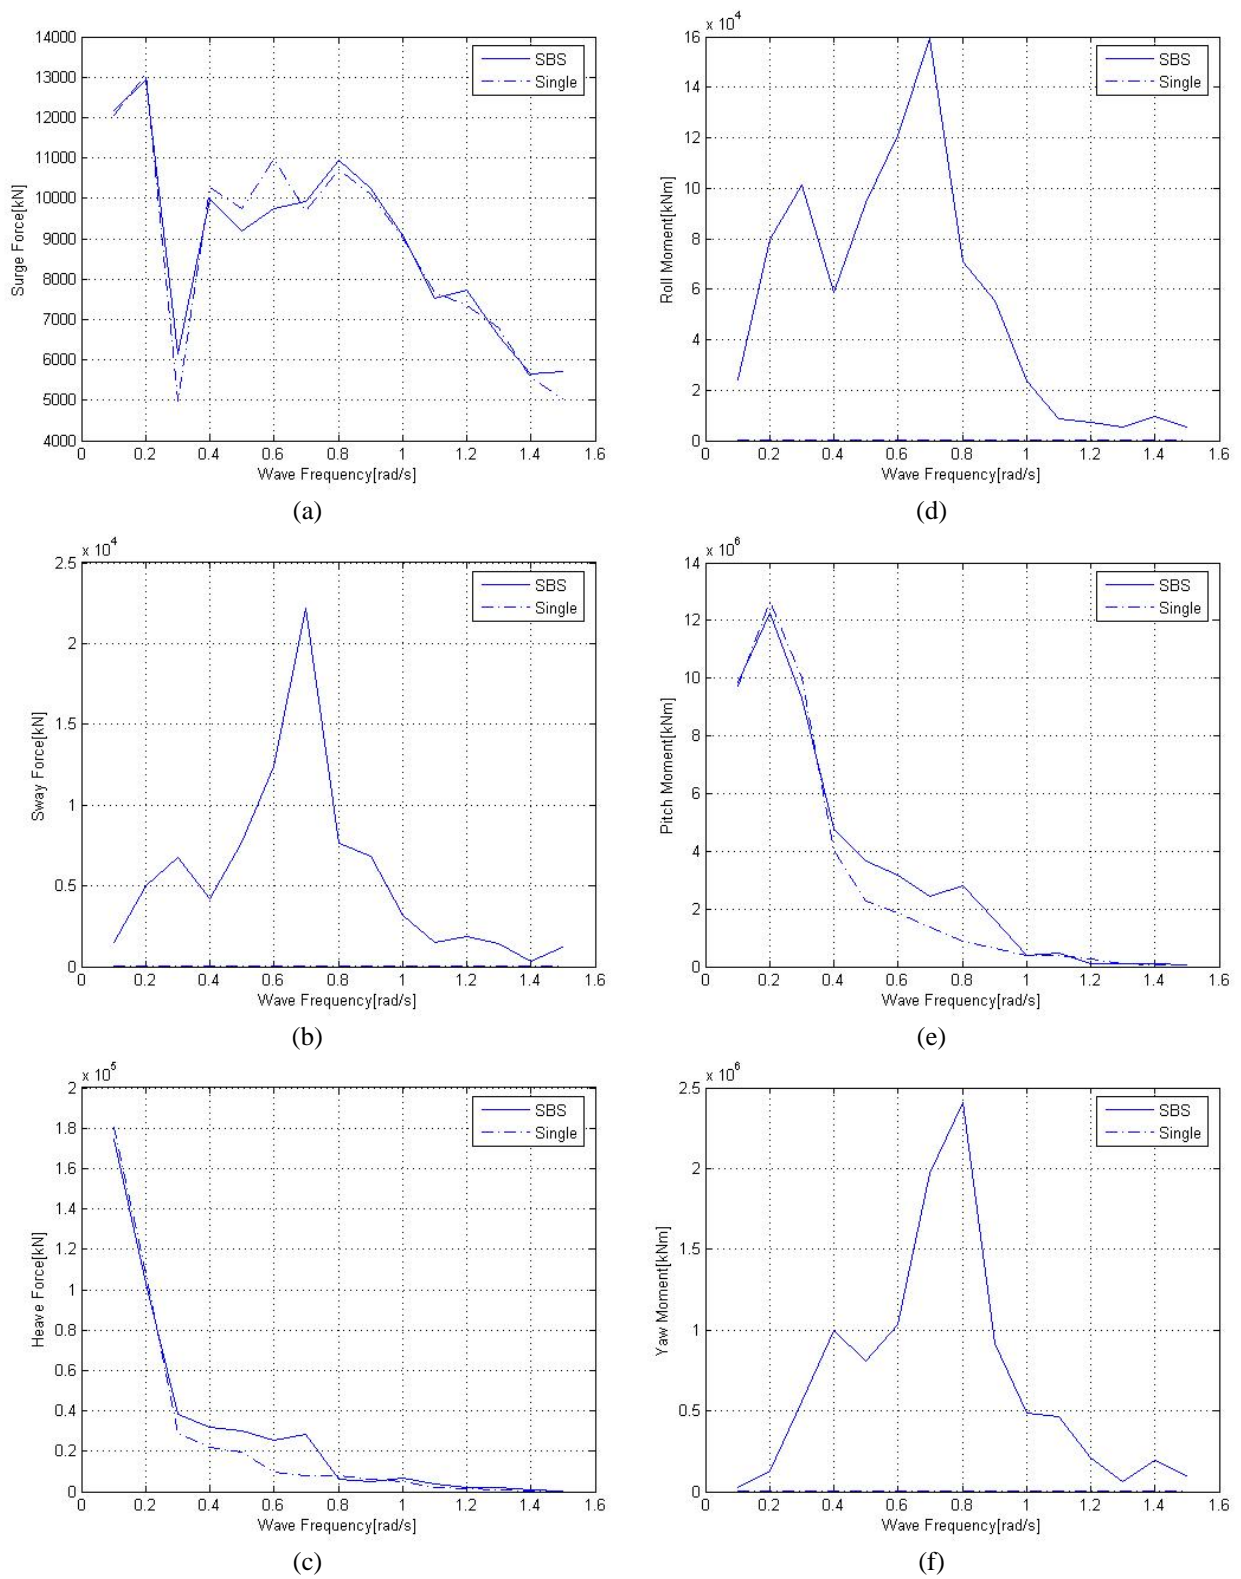 14000
13000
12000
11000
10000
9000
8000
7000
6000
5000
4000
0 0.2 0.4 0.6 0.8 1 1.2 1.4 1.6
Surge Force[kN]
Wave Frequency[rad/s]
SBS
Single
(a)
x 10^4
16
14
12
10
8
6
4
2
0
0 0.2 0.4 0.6 0.8 1 1.2 1.4 1.6
Roll Moment[kNm]
Wave Frequency[rad/s]
SBS
Single
(d)
x 10^4
2.5
2
1.5
1
0.5
0
0 0.2 0.4 0.6 0.8 1 1.2 1.4 1.6
Sway Force[kN]
Wave Frequency[rad/s]
SBS
Single
(b)
x 10^6
14
12
10
8
6
4
2
0
0 0.2 0.4 0.6 0.8 1 1.2 1.4 1.6
Pitch Moment[kNm]
Wave Frequency[rad/s]
SBS
Single
(e)
x 10^5
2
1.8
1.6
1.4
1.2
1
0.8
0.6
0.4
0.2
0
0 0.2 0.4 0.6 0.8 1 1.2 1.4 1.6
Heave Force[kN]
Wave Frequency[rad/s]
SBS
Single
(c)
x 10^6
2.5
2
1.5
1
0.5
0
0 0.2 0.4 0.6 0.8 1 1.2 1.4 1.6
Yaw Moment[kNm]
Wave Frequency[rad/s]
SBS
Single
(f)